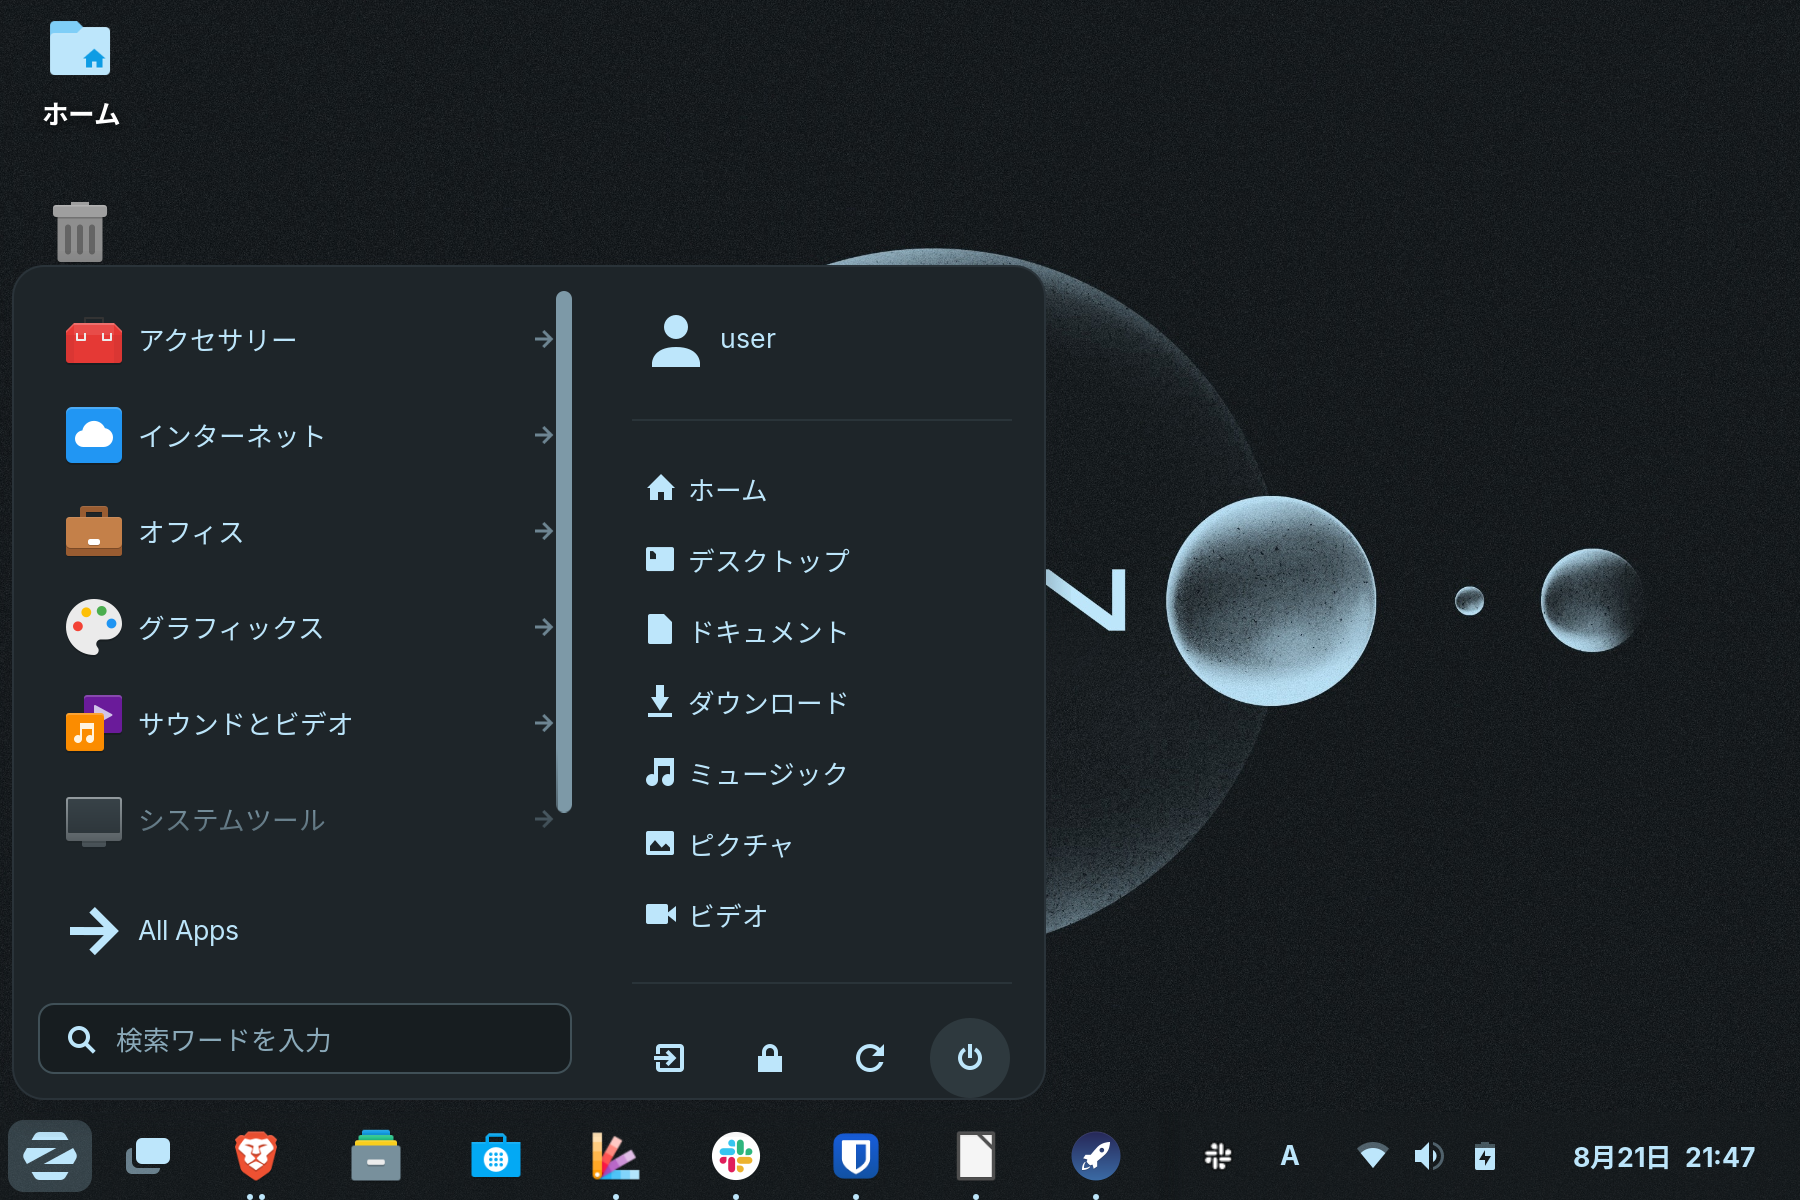 ホーム
アクセサリー
インターネット
オフィス
グラフィックス
サウンドとビデオ
システムツール
All Apps
検索ワードを入力
user
ホーム
デスクトップ
ドキュメント
ダウンロード
ミュージック
ピクチャ
ビデオ
A
8月21日 21:47